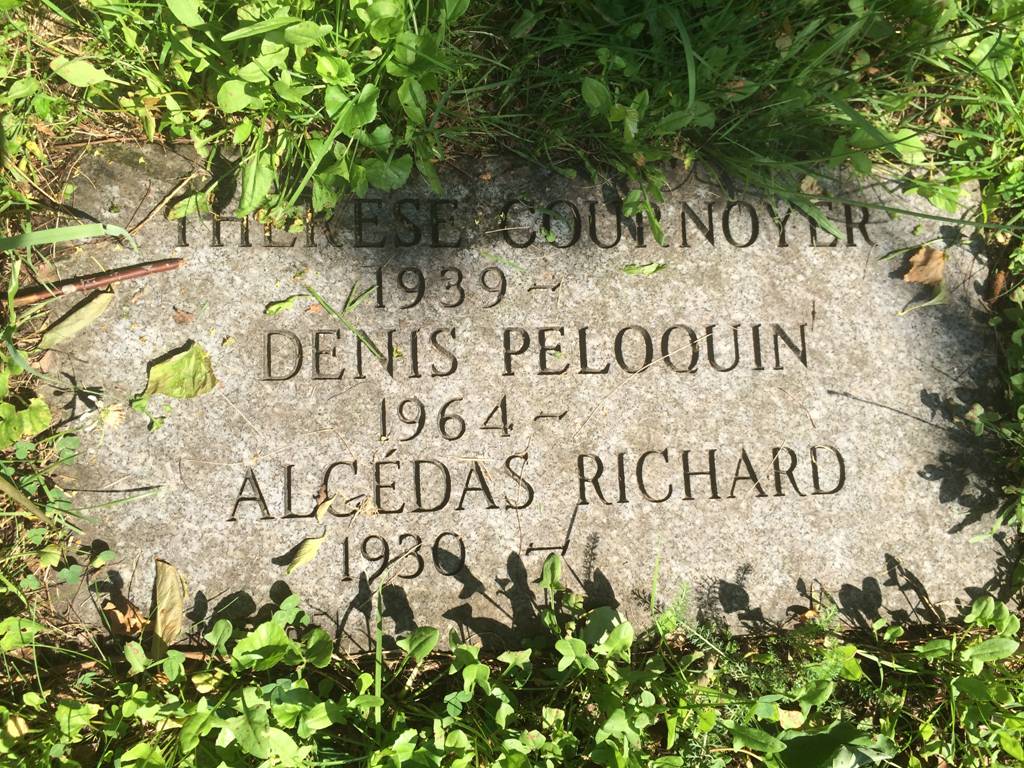 THERESE COURNOYER
1939 -
DENIS PELOQUIN
1964 -
ALCÉDAS RICHARD
1930 -